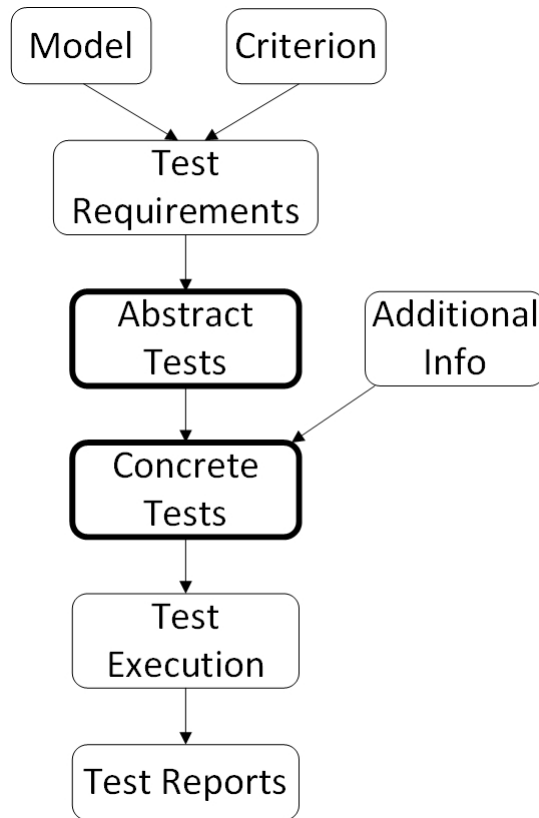 Model
Criterion
Test
Requirements
Abstract
Tests
Additional
Info
Concrete
Tests
Test
Execution
Test Reports